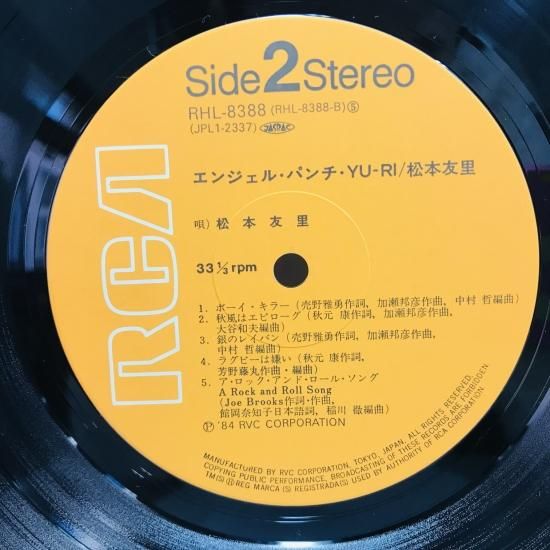 Side 2 Stereo
RHL-8388 (RHL-8388-B) ⑤
(JPL1-2337) JASRAC
エンジェル・パンチ・YU-RI/松本友里
唄) 松本友里
33 1/3 rpm
RCA
1. ボーイ・キラー (売野雅勇作詞, 加瀬邦彦作曲, 中村 哲編曲)
2. 秋風はエピローグ (秋元 康作詞, 加瀬邦彦作曲,
大谷和夫編曲)
3. 銀のレイバン (売野雅勇作詞, 加瀬邦彦作曲,
中村 哲編曲)
4. ラグビーは嫌い (秋元 康作詞,
芳野藤丸作曲・編曲)
5. ア・ロック・アンド・ロール・ソング
A Rock and Roll Song
(Joe Brooks作詞・作曲,
館岡奈知子日本語詞, 稲川 徹編曲)
Ⓟ '84 RVC CORPORATION
MANUFACTURED BY RVC CORPORATION, TOKYO, JAPAN. ALL RIGHTS RESERVED.
COPYING PUBLIC PERFORMANCE, BROADCASTING OF THESE RECORDS ARE FORBIDDEN.
TM(S) Ⓡ REG MARCA (S) REGISTRADA(S) USED BY AUTHORITY OF RCA CORPORATION